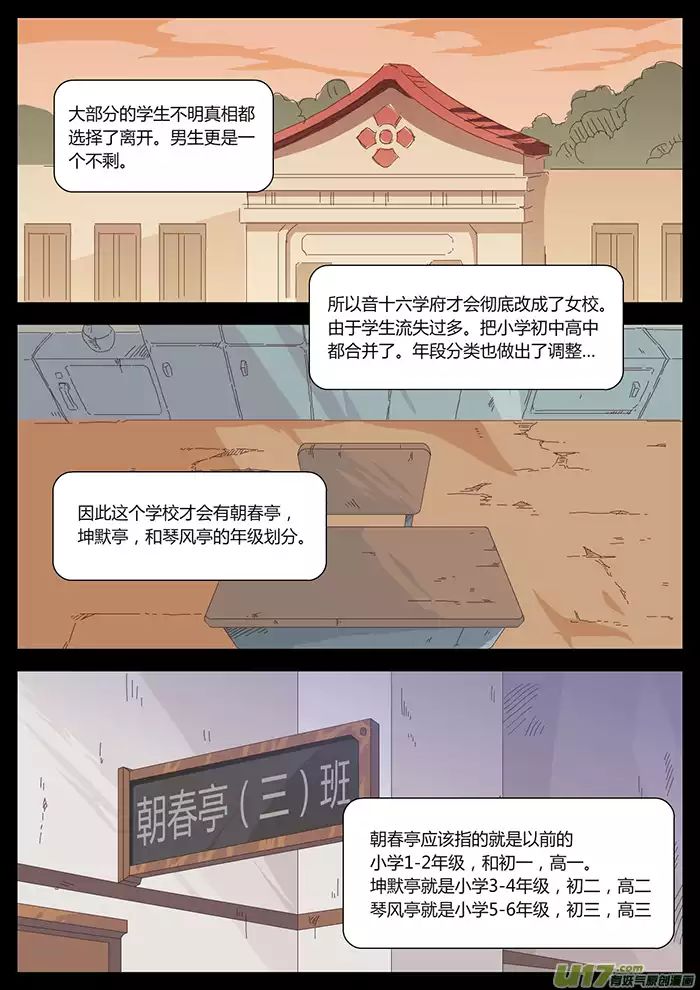 大部分的学生不明真相都
选择了离开。男生更是一
个不剩。
所以音十六学府才会彻底改成了女校。
由于学生流失过多。把小学初中高中
都合并了。年段分类也做出了调整...
因此这个学校才会有朝春亭，
坤默亭，和琴风亭的年级划分。
朝春亭（三）班
朝春亭应该指的就是以前的
小学1-2年级，和初一，高一。
坤默亭就是小学3-4年级，初二，高二
琴风亭就是小学5-6年级，初三，高三
U17.com
有妖气原创漫画